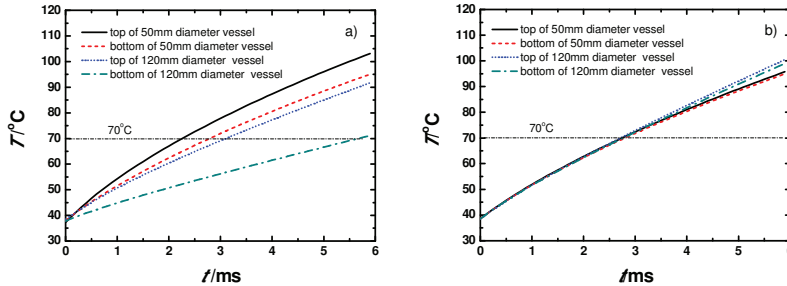 a)
top of 50mm diameter vessel
bottom of 50mm diameter vessel
top of 120mm diameter vessel
bottom of 120mm diameter vessel
70°C
T/°C
120
110
100
90
80
70
60
50
40
30
0
1
2
3
4
5
6
t/ms
b)
top of 50mm diameter vessel
bottom of 50mm diameter vessel
top of 120mm diameter vessel
bottom of 120mm diameter vessel
70°C
T/°C
120
110
100
90
80
70
60
50
40
30
0
1
2
3
4
5
6
t/ms